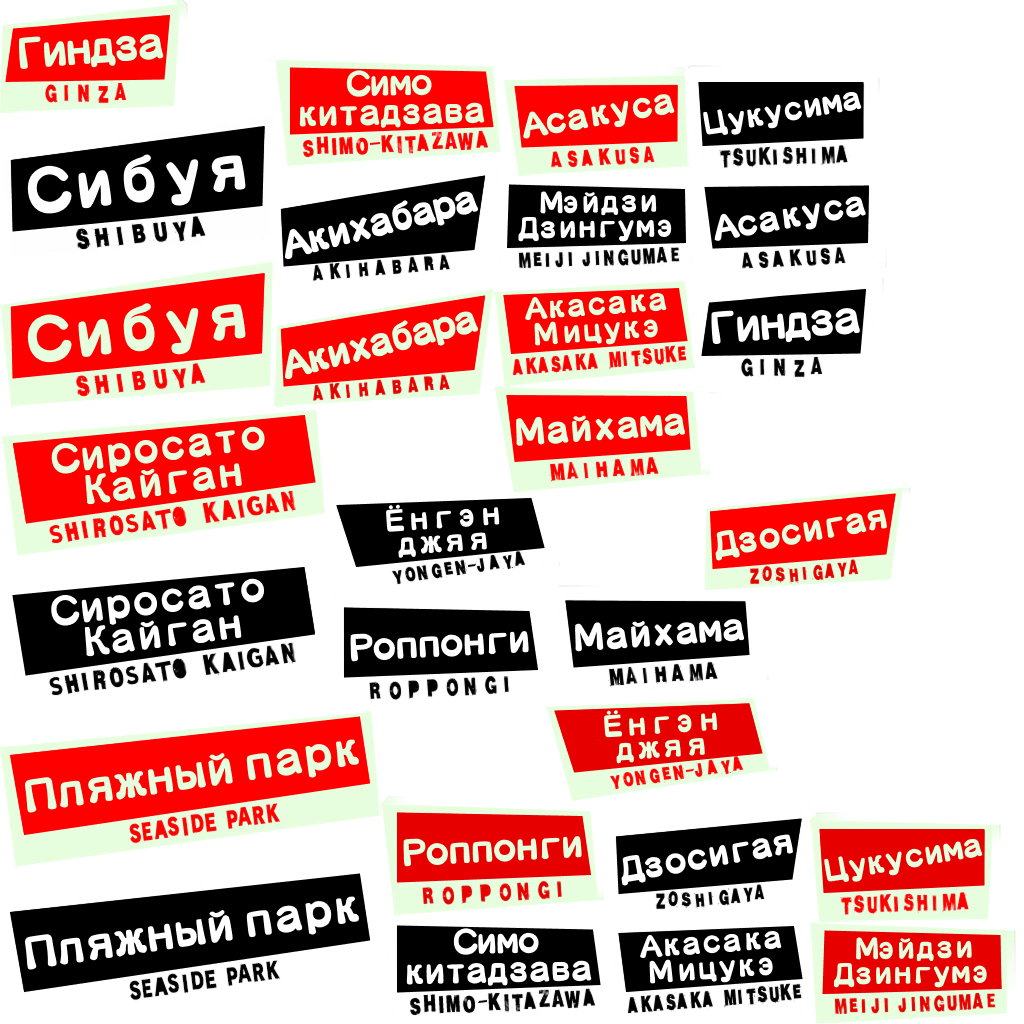 Гиндза
GINZA
Сибуя
SHIBUYA
Сибуя
SHIBUYA
Сиросато
Кайган
SHIROSATO KAIGAN
Сиросато
Кайган
SHIROSATO KAIGAN
Пляжный парк
SEASIDE PARK
Пляжный парк
SEASIDE PARK
Симо
китадзава
SHIMO-KITAZAWA
Акихабара
AKIHABARA
Акихабара
AKIHABARA
Асакуса
ASAKUSA
Мэйдзи
Дзингумэ
MEIJI JINGUMAE
Акасака
Мицукэ
AKASAKA MITSUKE
Майхама
MAIHAMA
Цукусима
TSUKISHIMA
Асакуса
ASAKUSA
Гиндза
GINZA
Ёнгэн
джяя
YONGEN-JAYA
Дзосигая
ZOSHIGAYA
Роппонги
ROPPONGI
Майхама
MAIHAMA
Ёнгэн
джяя
YONGEN-JAYA
Роппонги
ROPPONGI
Дзосигая
ZOSHIGAYA
Цукусима
TSUKISHIMA
Симо
китадзава
SHIMO-KITAZAWA
Акасака
Мицукэ
AKASAKA MITSUKE
Мэйдзи
Дзингумэ
MEIJI JINGUMAE